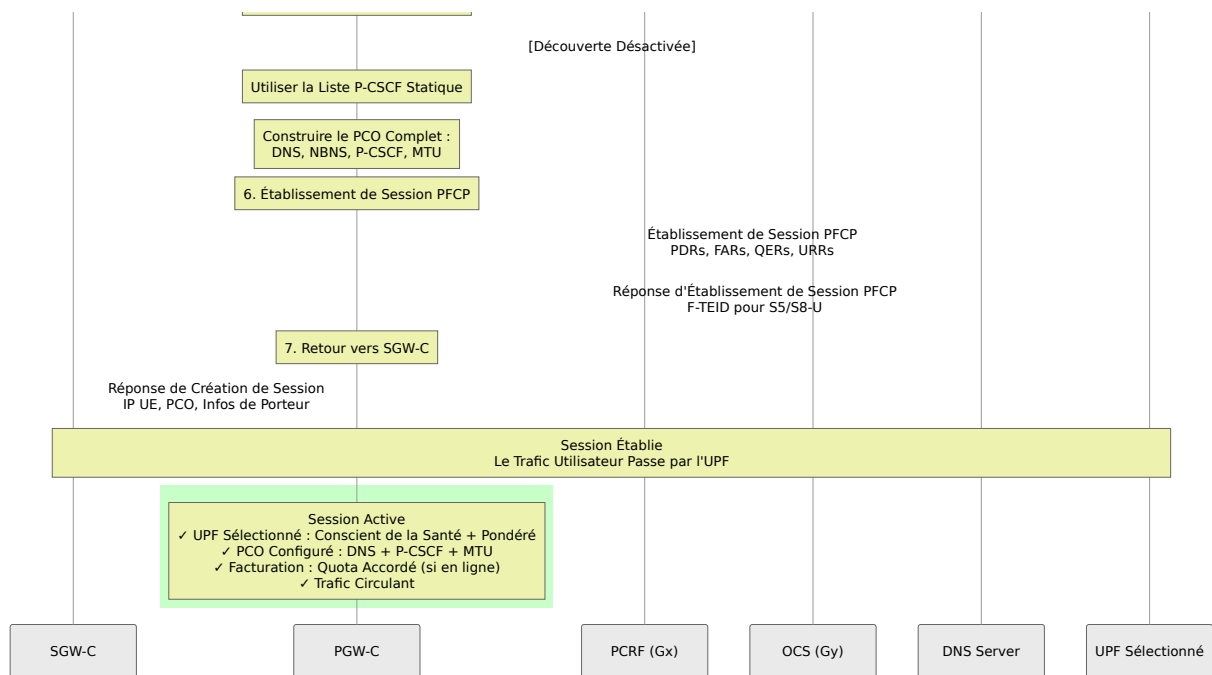 [Découverte Désactivée]
Utiliser la Liste P-CSCF Statique
Construire le PCO Complet :
DNS, NBNS, P-CSCF, MTU
6. Établissement de Session PFCP
Établissement de Session PFCP
PDRs, FARs, QERs, URRs
Réponse d'Établissement de Session PFCP
F-TEID pour S5/S8-U
7. Retour vers SGW-C
Réponse de Création de Session
IP UE, PCO, Infos de Porteur
Session Établie
Le Trafic Utilisateur Passe par l'UPF
Session Active
✓ UPF Sélectionné : Conscient de la Santé + Pondéré
✓ PCO Configuré : DNS + P-CSCF + MTU
✓ Facturation : Quota Accordé (si en ligne)
✓ Trafic Circulant
SGW-C
PGW-C
PCRF (Gx)
OCS (Gy)
DNS Server
UPF Sélectionné